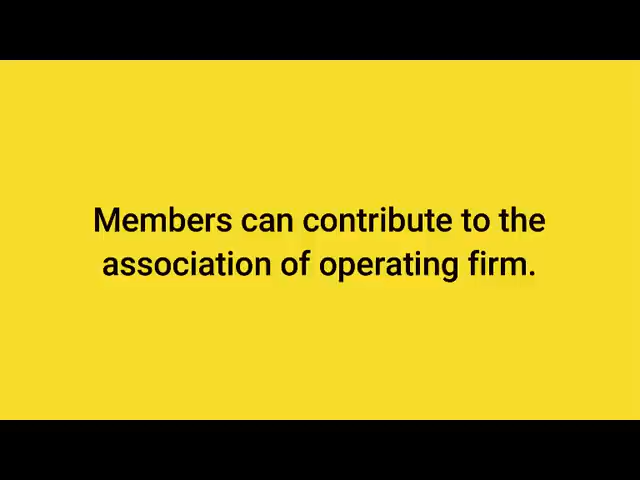 Members can contribute to the
association of operating firm.